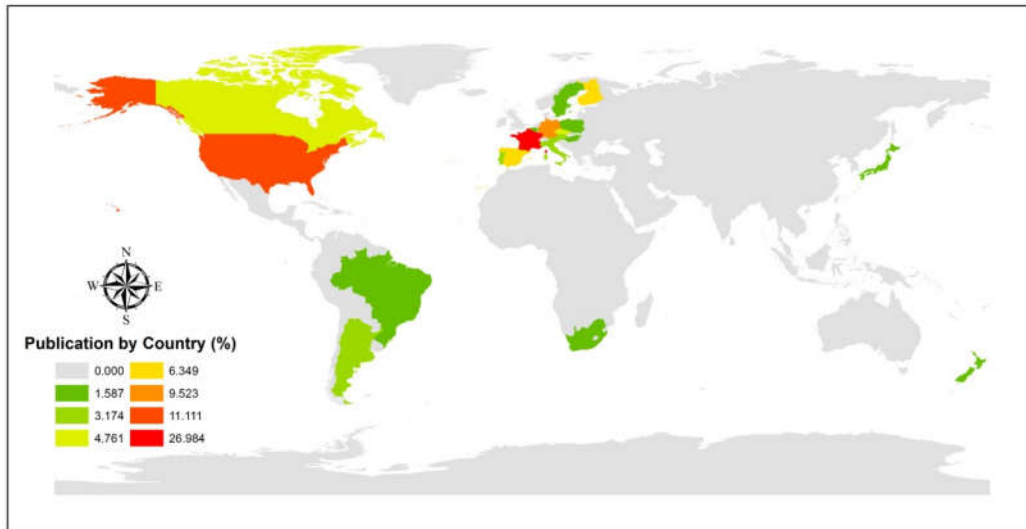 N
W E
S
Publication by Country (%)
0.000 6.349
1.587 9.523
3.174 11.111
4.761 26.984